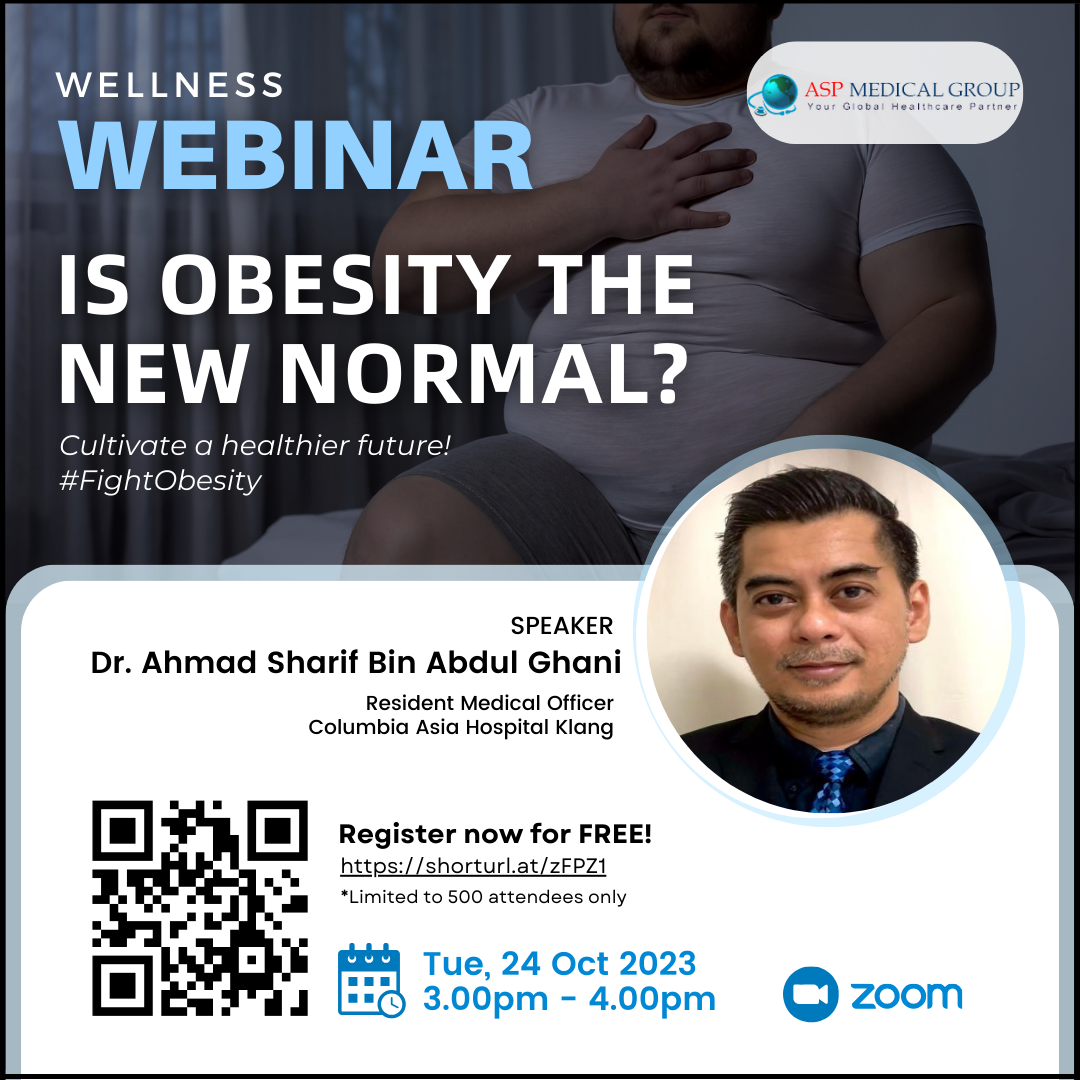 WELLNESS
WEBINAR
ASP MEDICAL GROUP
Your Global Healthcare Partner
IS OBESITY THE
NEW NORMAL?
Cultivate a healthier future!
#FightObesity
SPEAKER
Dr. Ahmad Sharif Bin Abdul Ghani
Resident Medical Officer
Columbia Asia Hospital Klang
Register now for FREE!
https://shorturl.at/zFPZ1
*Limited to 500 attendees only
Tue, 24 Oct 2023
3.00pm - 4.00pm
zoom